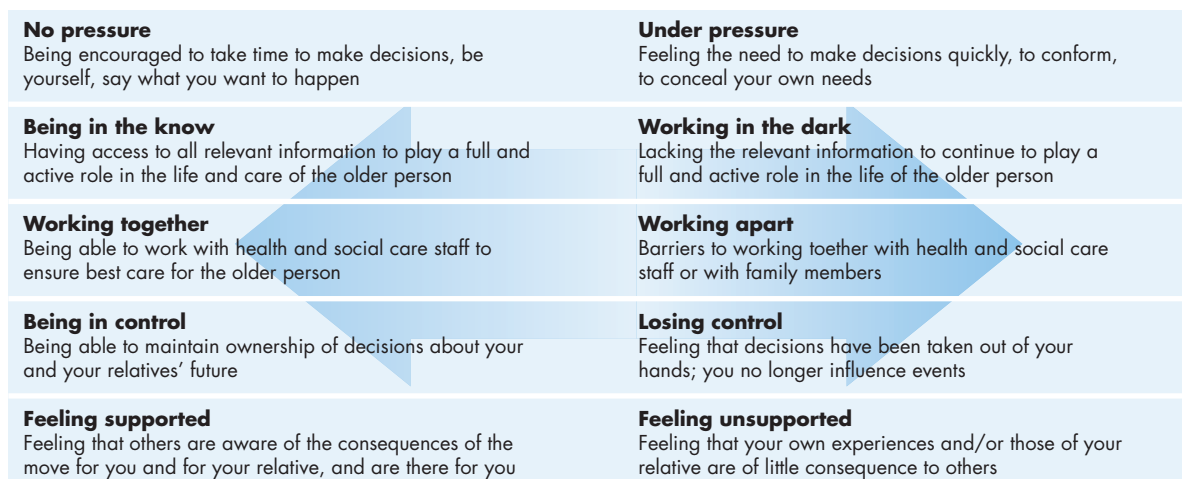 No pressure
Being encouraged to take time to make decisions, be
yourself, say what you want to happen
Under pressure
Feeling the need to make decisions quickly, to conform,
to conceal your own needs
Being in the know
Having access to all relevant information to play a full and
active role in the life and care of the older person
Working in the dark
Lacking the relevant information to continue to play a
full and active role in the life of the older person
Working together
Being able to work with health and social care staff to
ensure best care for the older person
Working apart
Barriers to working toether with health and social care
staff or with family members
Being in control
Being able to maintain ownership of decisions about your
and your relatives’ future
Losing control
Feeling that decisions have been taken out of your
hands; you no longer influence events
Feeling supported
Feeling that others are aware of the consequences of the
move for you and for your relative, and are there for you
Feeling unsupported
Feeling that your own experiences and/or those of your
relative are of little consequence to others